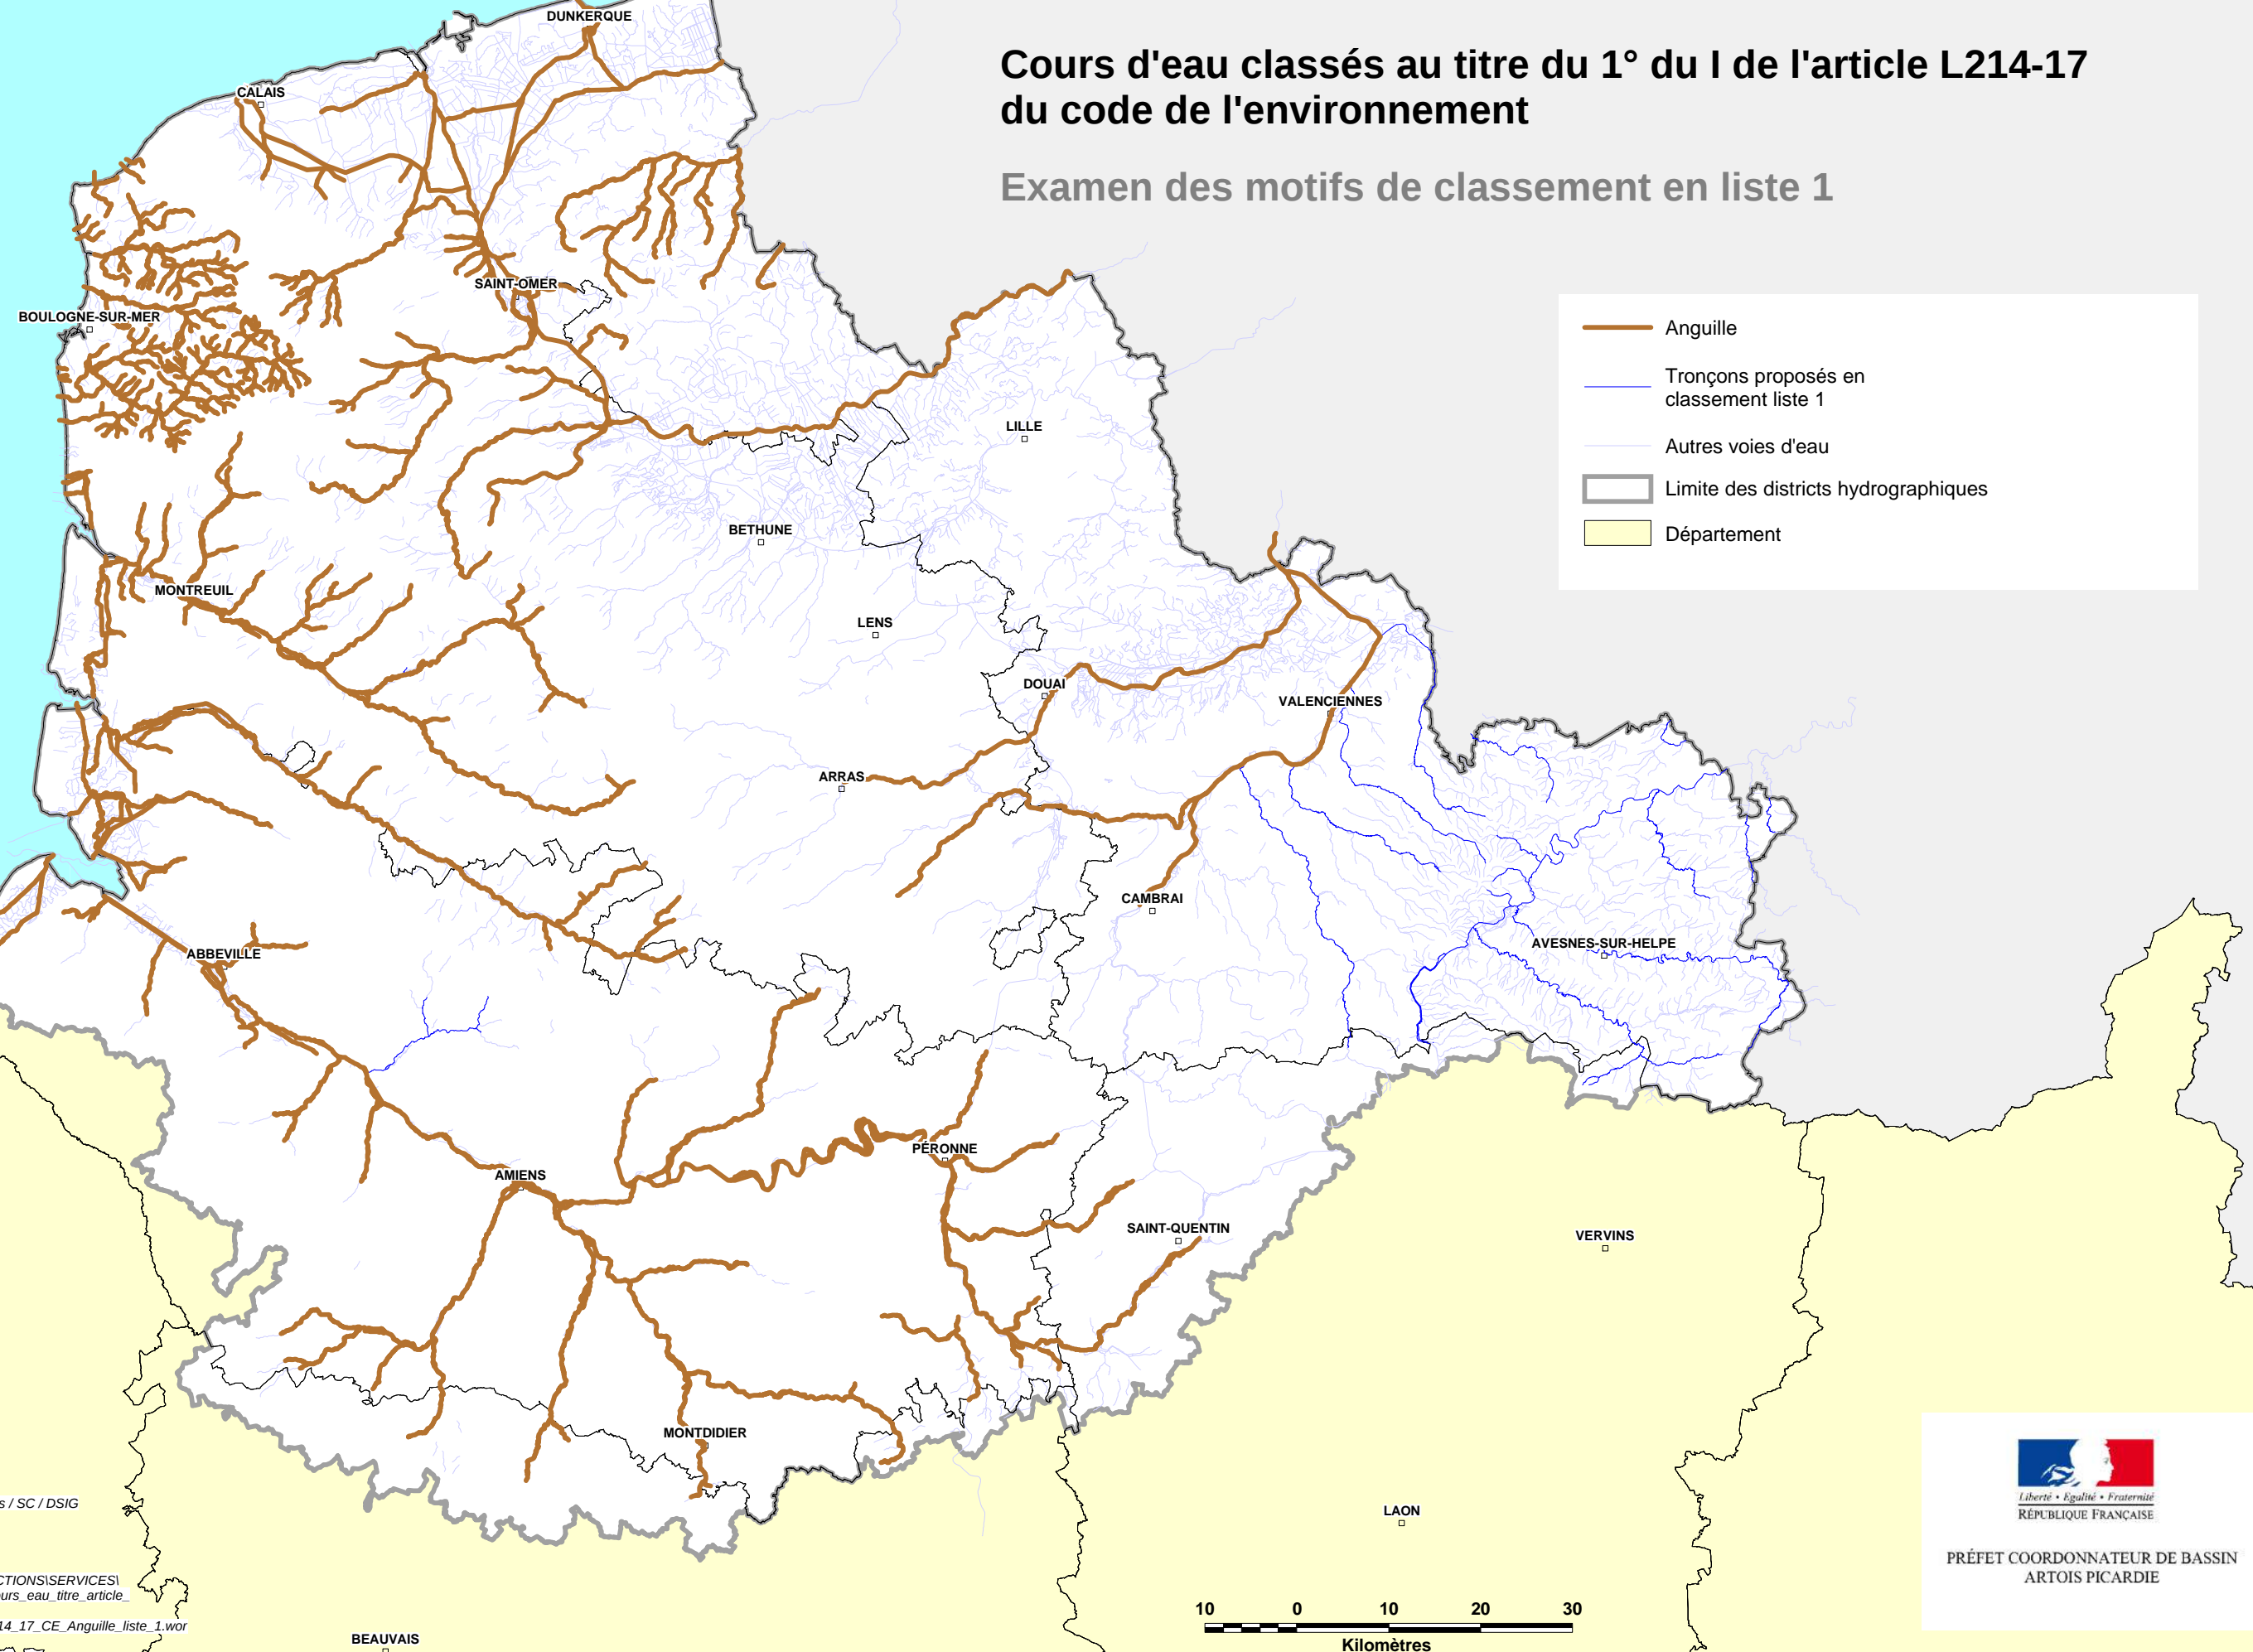 Cours d'eau classés au titre du 1° du I de l'article L214-17
du code de l'environnement
Examen des motifs de classement en liste 1
Anguille
Tronçons proposés en
classement liste 1
Autres voies d'eau
Limite des districts hydrographiques
Département
DUNKERQUE
CALAIS
SAINT-OMER
BOULOGNE-SUR-MER
LILLE
BETHUNE
MONTREUIL
LENS
DOUAI
VALENCIENNES
ARRAS
CAMBRAI
AVESNES-SUR-HELPE
ABBEVILLE
PÉRONNE
AMIENS
SAINT-QUENTIN
VERVINS
MONTDIDIER
LAON
BEAUVAIS
s / SC / DSIG
CTIONS\SERVICES\
ours_eau_titre_article_
14_17_CE_Anguille_liste_1.wor
10 0 10 20 30
Kilomètres
Liberté • Egalité • Fraternité
RÉPUBLIQUE FRANÇAISE
PRÉFET COORDONNATEUR DE BASSIN
ARTOIS PICARDIE